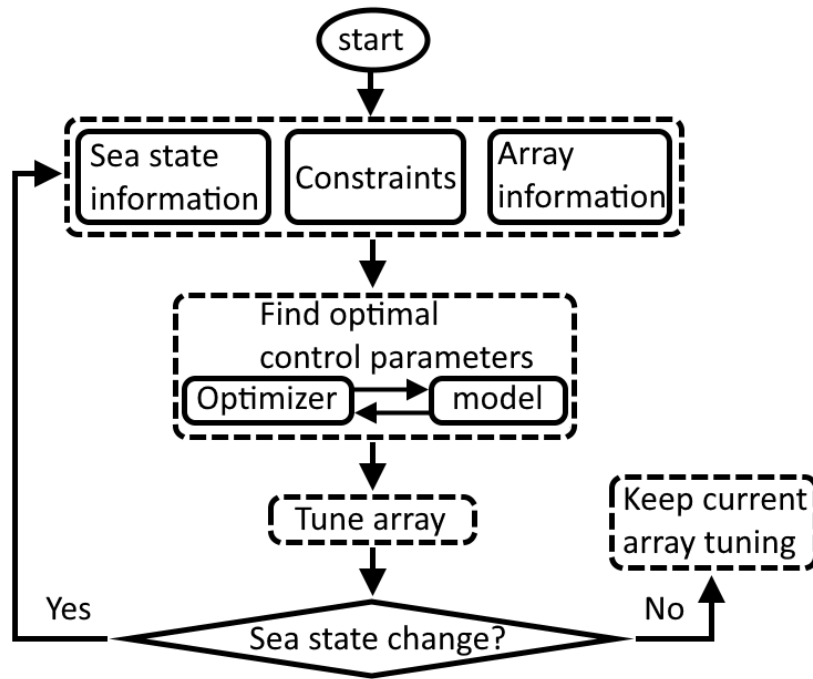 start
Sea state
information
Constraints
Array
information
Find optimal
control parameters
Optimizer
model
Tune array
Keep current
array tuning
Yes
No
Sea state change?